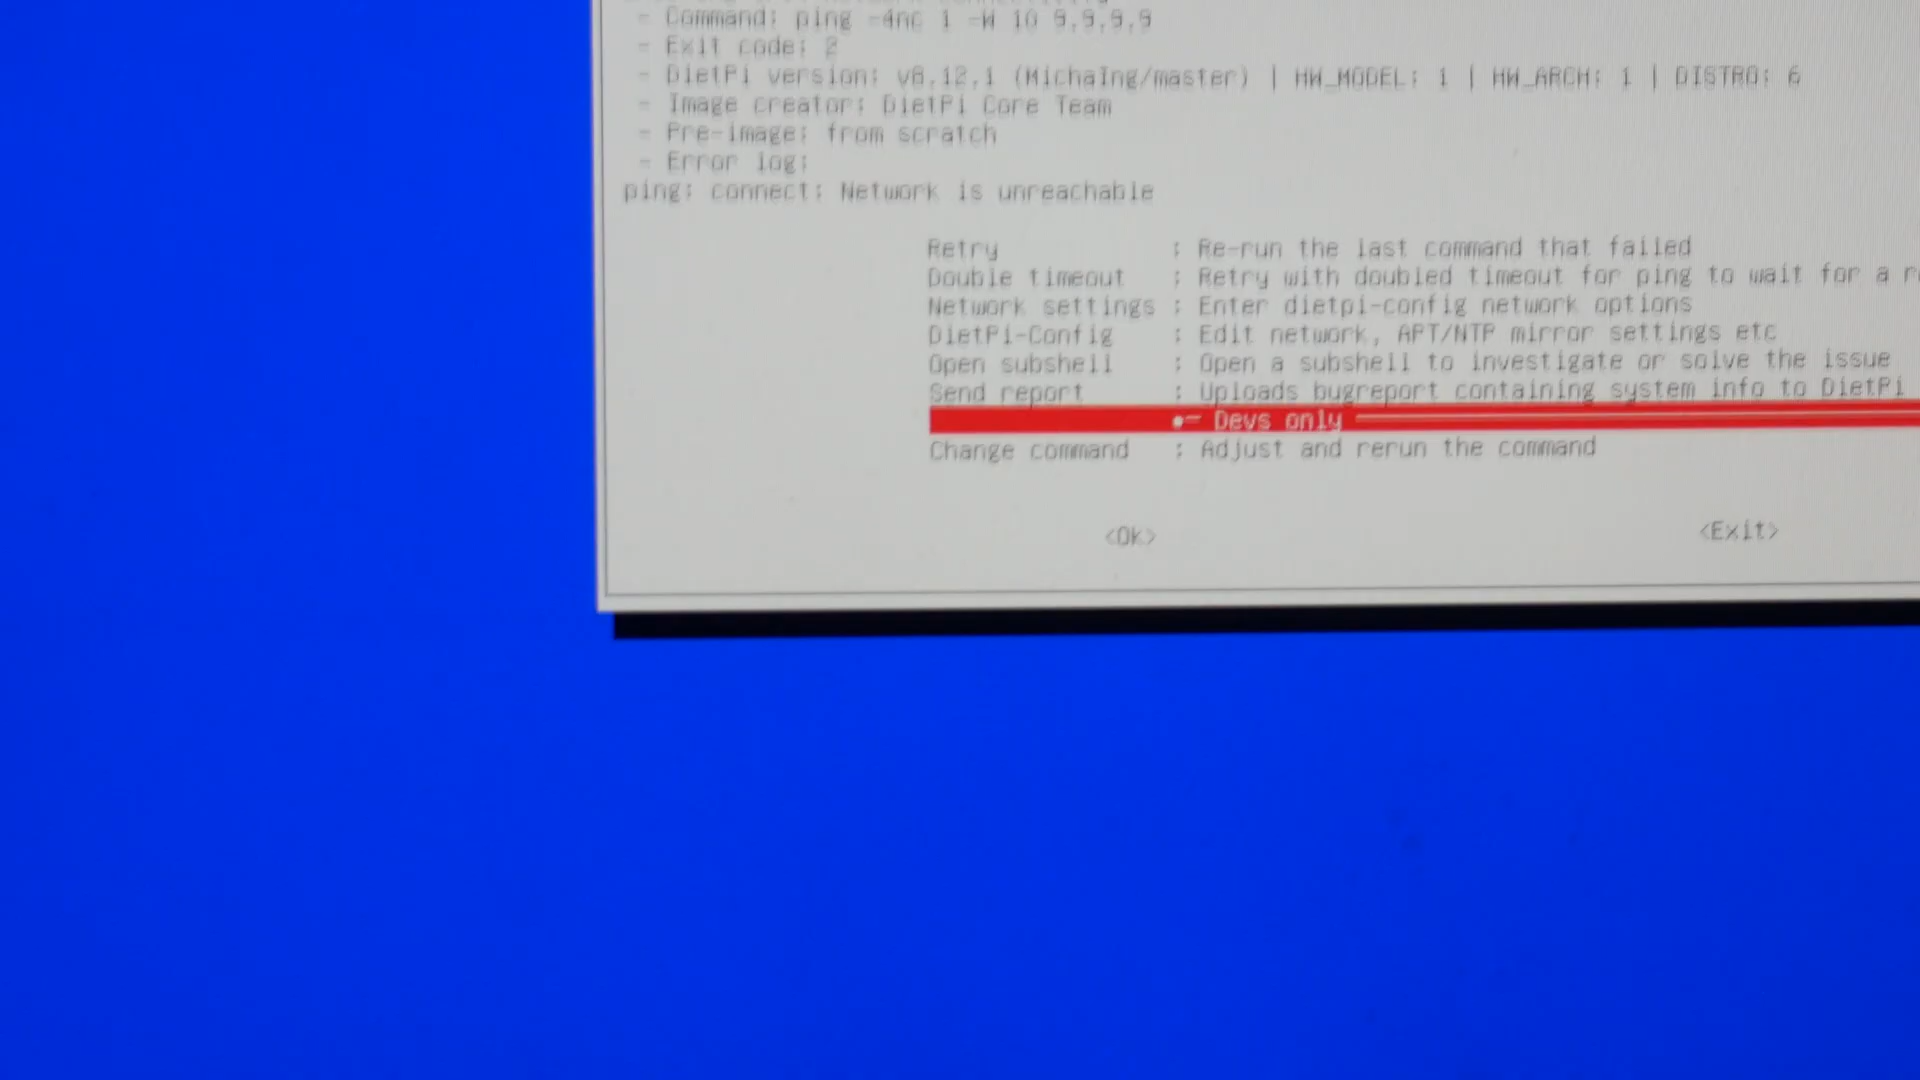 - Command: ping -4nc 1 -W 10 9.9.9.9
- Exit code: 2
- DietPi version: v8.12.1 (MichaIng/master) | HW_MODEL: 1 | HW_ARCH: 1 | DISTRO: 6
- Image creator: DietPi Core Team
- Pre-image: from scratch
- Error log:
ping: connect: Network is unreachable
Retry : Re-run the last command that failed
Double timeout : Retry with doubled timeout for ping to wait for a
Network settings : Enter dietpi-config network options
DietPi-Config : Edit network, APT/NTP mirror settings etc
Open subshell : Open a subshell to investigate or solve the issue
Send report : Uploads bugreport containing system info to DietPi
●─ Devs only
Change command : Adjust and rerun the command
<Ok> <Exit>